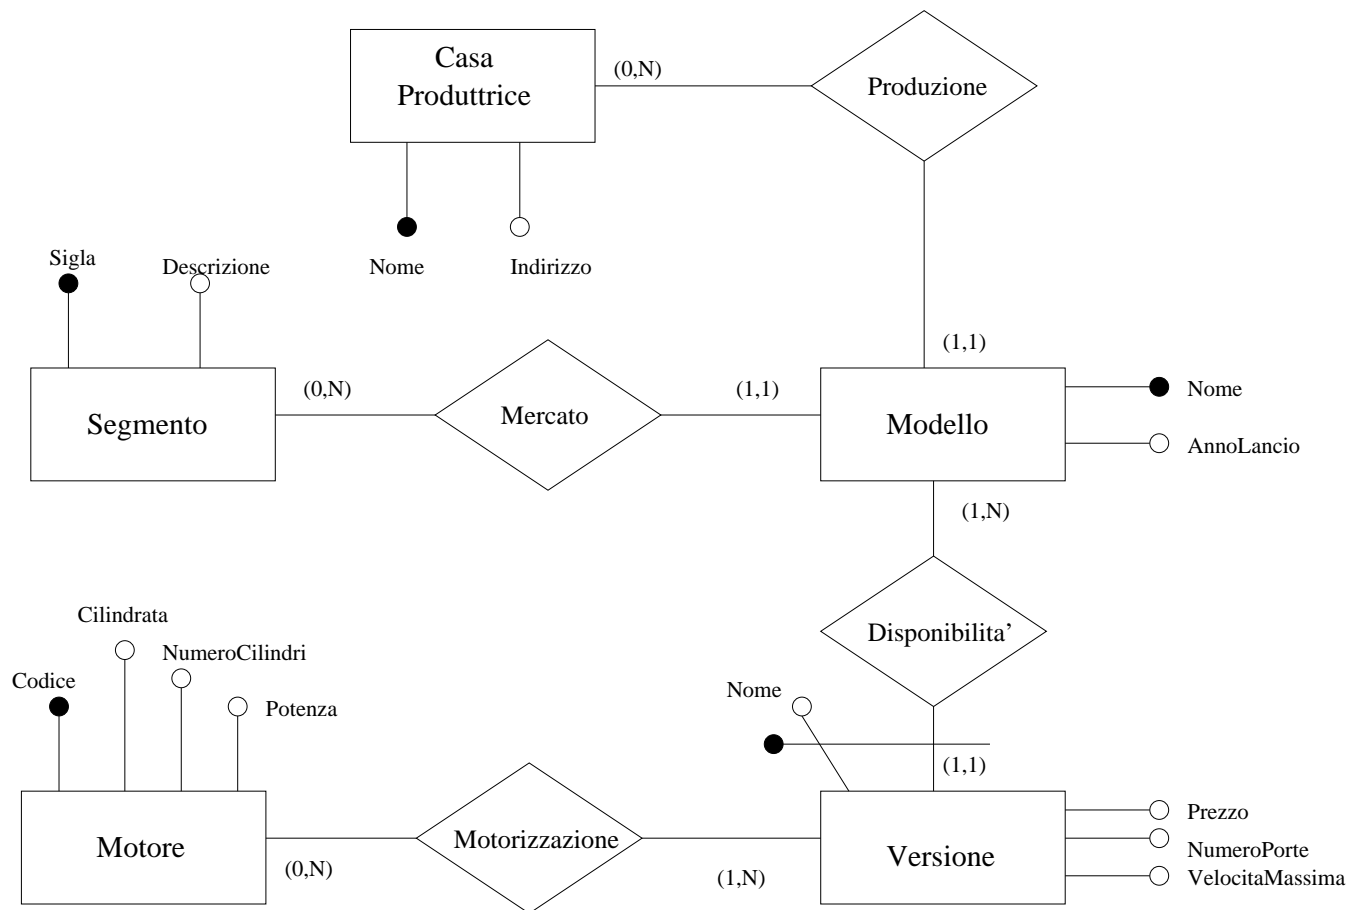 Casa
Produttrice
(0,N)
Produzione
Nome
Indirizzo
Sigla
Descrizione
(1,1)
Segmento
(0,N)
Mercato
(1,1)
Modello
Nome
AnnoLancio
(1,N)
Disponibilita’
Cilindrata
NumeroCilindri
Codice
Potenza
Nome
(1,1)
Motore
(0,N)
Motorizzazione
(1,N)
Versione
Prezzo
NumeroPorte
VelocitaMassima